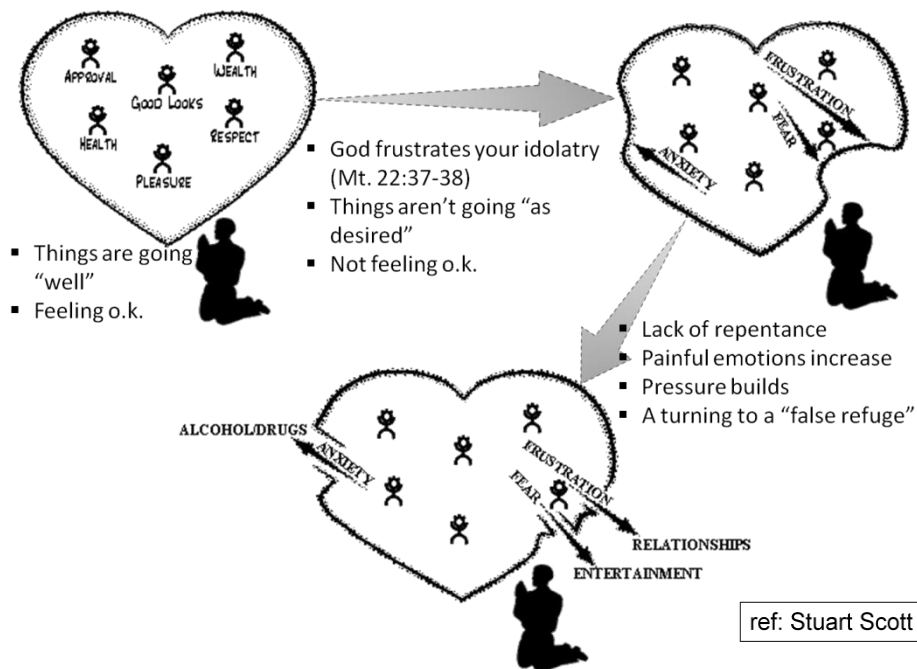 APPROVAL
WEALTH
GOOD LOOKS
HEALTH
RESPECT
PLEASURE
▪ Things are going
“well”
▪ Feeling o.k.
▪ God frustrates your idolatry
(Mt. 22:37-38)
▪ Things aren’t going “as
desired”
▪ Not feeling o.k.
FRUSTRATION
FEAR
ANXIETY
▪ Lack of repentance
▪ Painful emotions increase
▪ Pressure builds
▪ A turning to a “false refuge”
ALCOHOL/DRUGS
ANXIETY
FRUSTRATION
FEAR
RELATIONSHIPS
ENTERTAINMENT
ref: Stuart Scott